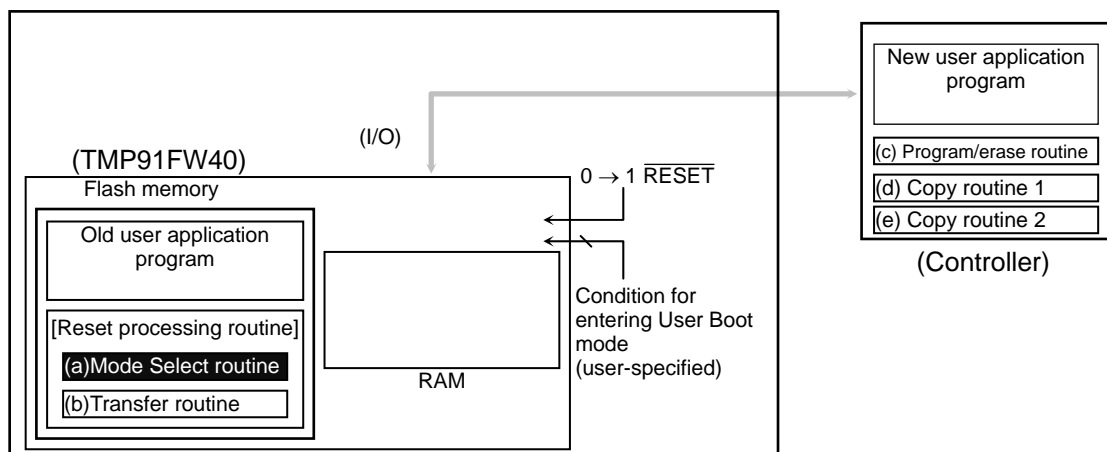 (TMP91FW40)
Flash memory
Old user application
program
[Reset processing routine]
(a)Mode Select routine
(b)Transfer routine
RAM
(I/O)
0 → 1 RESET
Condition for
entering User Boot
mode
(user-specified)
New user application
program
(c) Program/erase routine
(d) Copy routine 1
(e) Copy routine 2
(Controller)